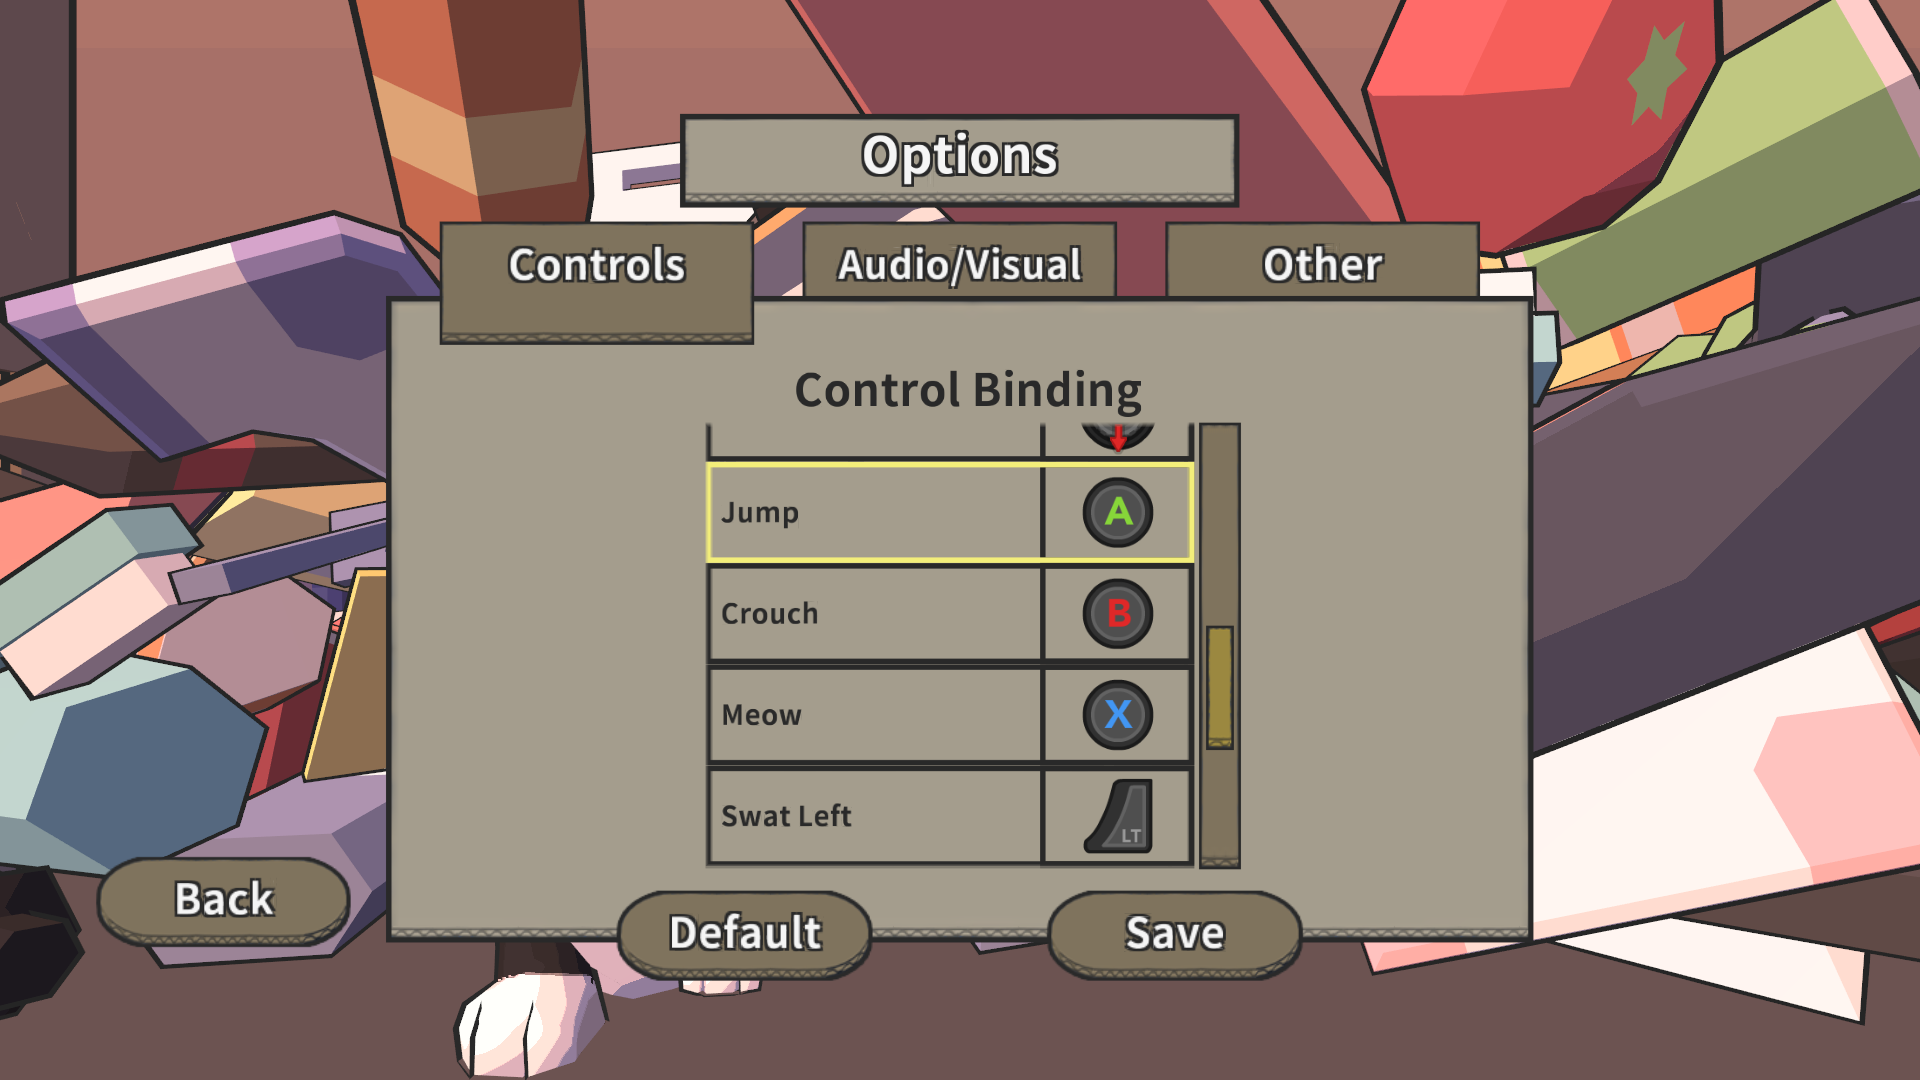 Options
Controls
Audio/Visual
Other
Control Binding
Jump
A
Crouch
B
Meow
X
Swat Left
LT
Back
Default
Save